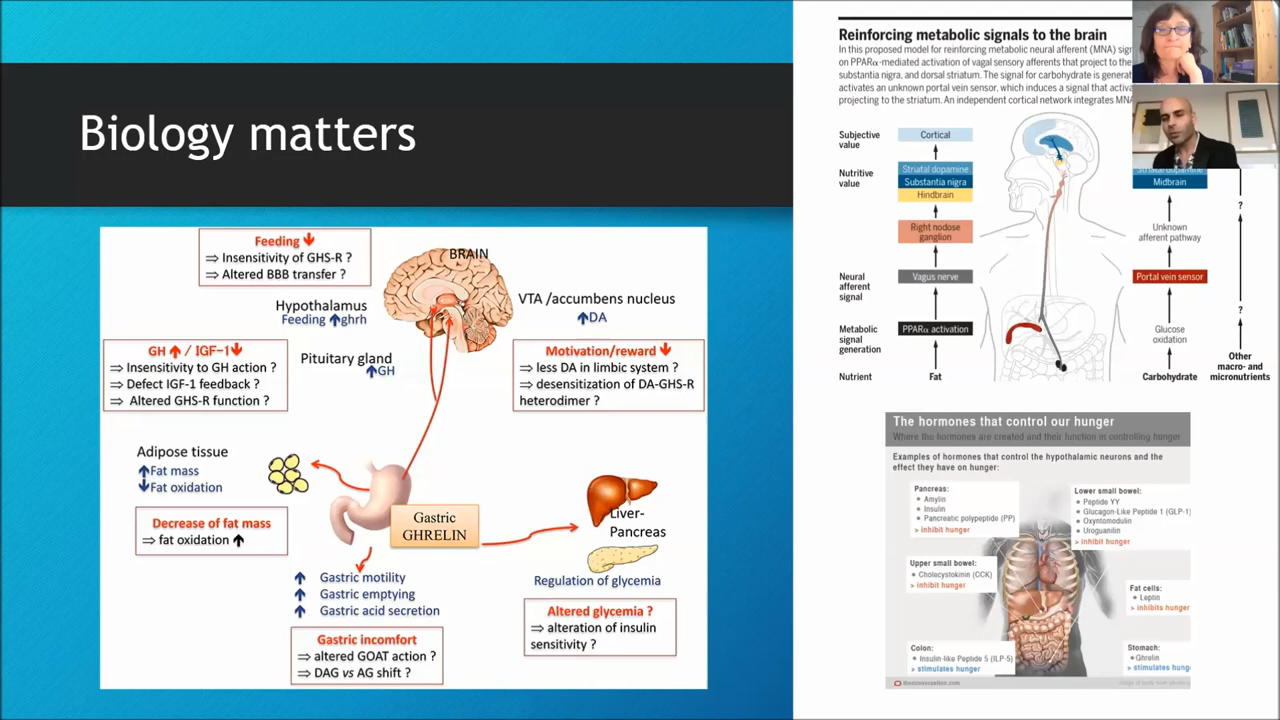 Biology matters
Feeding
⇒ Insensitivity of GHS-R ?
⇒ Altered BBB transfer ?
BRAIN
Hypothalamus
Feeding ↑ghrh
VTA /accumbens nucleus
↑DA
GH ↑ / IGF-1↓
⇒ Insensitivity to GH action ?
⇒ Defect IGF-1 feedback ?
⇒ Altered GHS-R function ?
Pituitary gland
↑GH
Motivation/reward ↓
⇒ less DA in limbic system ?
⇒ desensitization of DA-GHS-R
heterodimer ?
Adipose tissue
↑Fat mass
↓Fat oxidation
Decrease of fat mass
⇒ fat oxidation ↑
Gastric
GHRELIN
Liver-
Pancreas
Regulation of glycemia
↑ Gastric motility
↑ Gastric emptying
↑ Gastric acid secretion
Altered glycemia ?
⇒ alteration of insulin
sensitivity ?
Gastric incomfort
⇒ altered GOAT action ?
⇒ DAG vs AG shift ?
Reinforcing metabolic signals to the brain
In this proposed model for reinforcing metabolic neural afferent (MNA)
on PPARα-mediated activation of vagal sensory afferents that project to the
substantia nigra, and dorsal striatum. The signal for carbohydrate is
activates an unknown portal vein sensor, which induces a signal that
projecting to the striatum. An independent cortical network integrates
Subjective
value
Cortical
Nutritive
value
Striatal dopamine
Substantia nigra
Hindbrain
Midbrain
?
Right nodose
ganglion
Unknown
afferent pathway
Neural
afferent
signal
Vagus nerve
Portal vein sensor
?
Metabolic
signal
generation
PPARα activation
Glucose
oxidation
Nutrient
Fat
Carbohydrate
Other
macro- and
micronutrients
The hormones that control our hunger
Where the hormones are created and their function in controlling hunger
Examples of hormones that control the hypothalamic neurons and the
effect they have on hunger:
Pancreas:
• Amylin
• Insulin
• Pancreatic polypeptide (PP)
> inhibit hunger
Lower small bowel:
• Peptide YY
• Glucagon-Like Peptide 1 (GLP-1)
• Oxyntomodulin
• Uroguanilin
> inhibit hunger
Upper small bowel:
• Cholecystokinin (CCK)
> inhibit hunger
Fat cells:
• Leptin
> inhibits hunger
Colon:
• Insulin-like Peptide 5 (ILP-5)
> stimulates hunger
Stomach:
• Ghrelin
> stimulates
theconversation.com